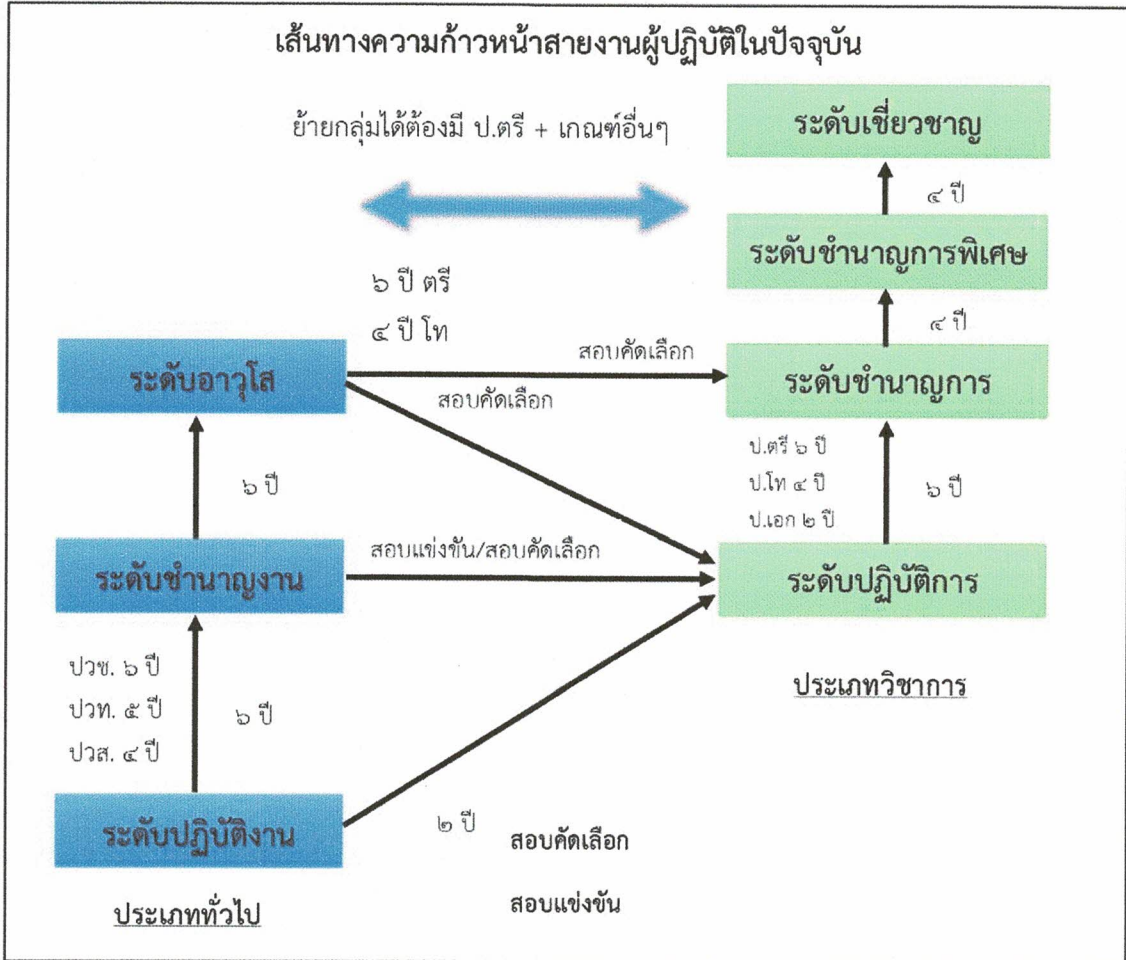 เส้นทางความก้าวหน้าสายงานผู้ปฏิบัติในปัจจุบัน
ย้ายกลุ่มได้ต้องมี ป.ตรี + เกณฑ์อื่นๆ
ระดับเชี่ยวชาญ
๔ ปี
ระดับชำนาญการพิเศษ
๖ ปี ตรี
๔ ปี โท
๔ ปี
สอบคัดเลือก
ระดับอาวุโส
ระดับชำนาญการ
สอบคัดเลือก
ป.ตรี ๖ ปี
ป.โท ๔ ปี
ป.เอก ๒ ปี
๖ ปี
๖ ปี
สอบแข่งขัน/สอบคัดเลือก
ระดับชำนาญงาน
ระดับปฏิบัติการ
ประเภทวิชาการ
ปวช. ๖ ปี
ปวท. ๕ ปี
ปวส. ๔ ปี
๖ ปี
ระดับปฏิบัติงาน
๒ ปี
สอบคัดเลือก
สอบแข่งขัน
ประเภททั่วไป